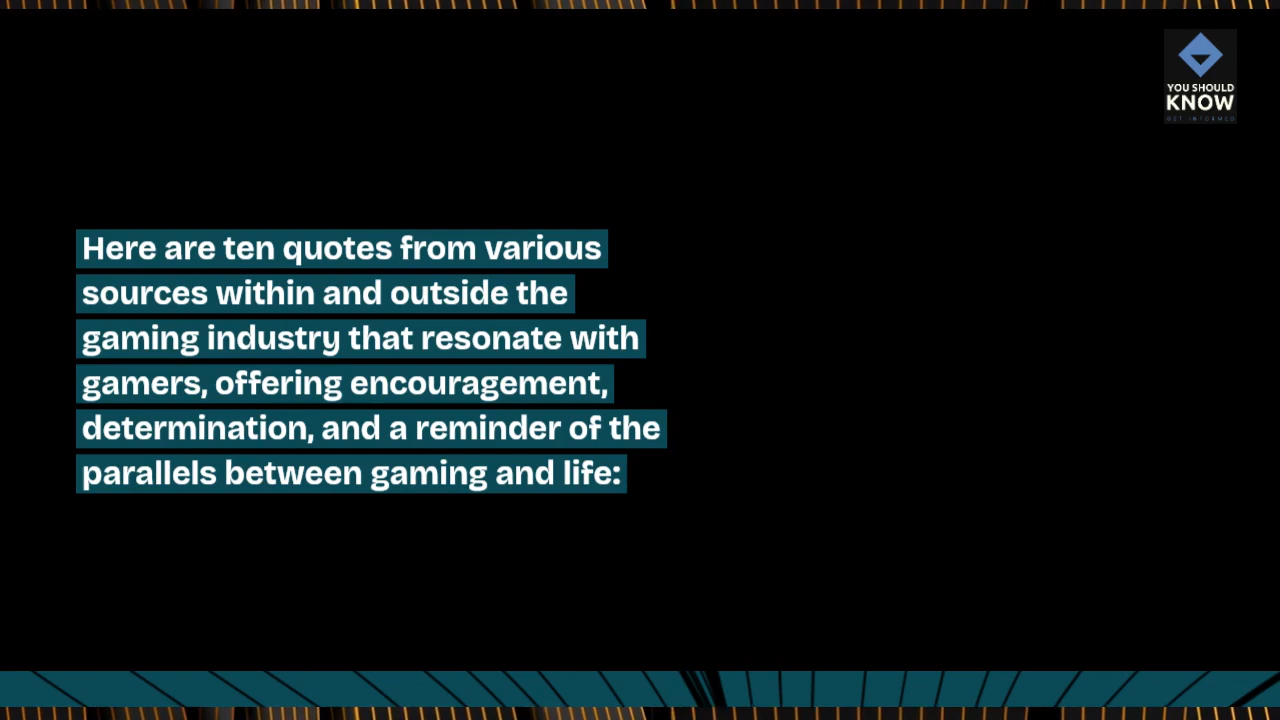 YOU SHOULD
KNOW
GET INFORMED
Here are ten quotes from various
sources within and outside the
gaming industry that resonate with
gamers, offering encouragement,
determination, and a reminder of the
parallels between gaming and life: